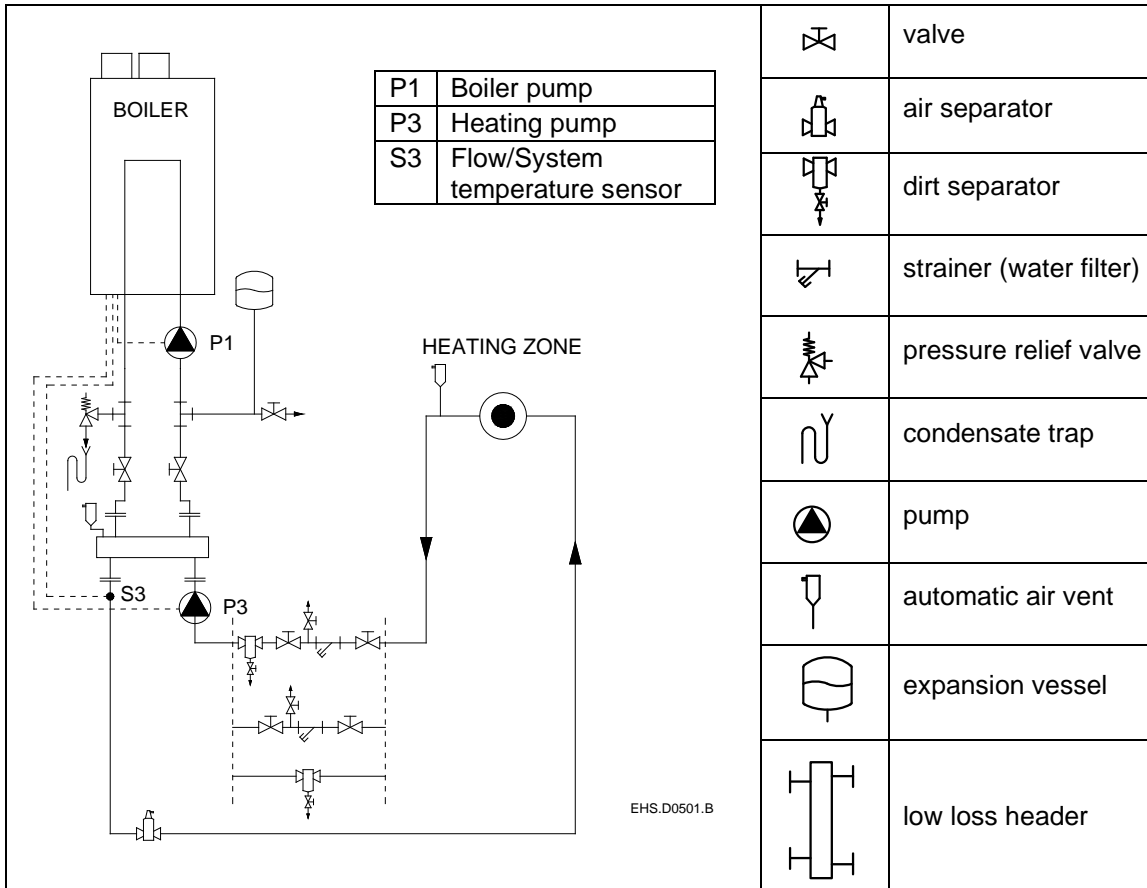 BOILER
P1 Boiler pump
P3 Heating pump
S3 Flow/System
temperature sensor
P1
HEATING ZONE
S3
P3
EHS.D0501.B
valve
air separator
dirt separator
strainer (water filter)
pressure relief valve
condensate trap
pump
automatic air vent
expansion vessel
low loss header